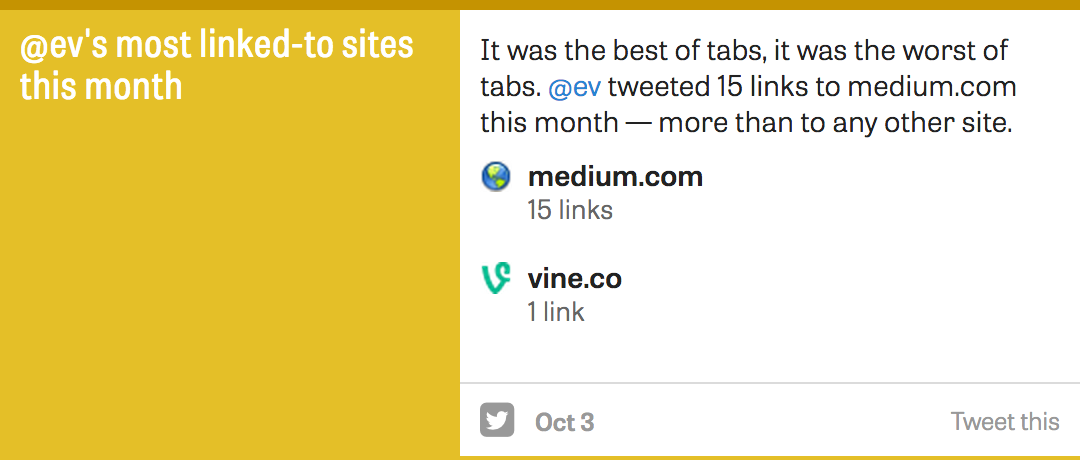 @ev's most linked-to sites
this month
It was the best of tabs, it was the worst of
tabs. @ev tweeted 15 links to medium.com
this month — more than to any other site.
medium.com
15 links
vine.co
1 link
Oct 3
Tweet this